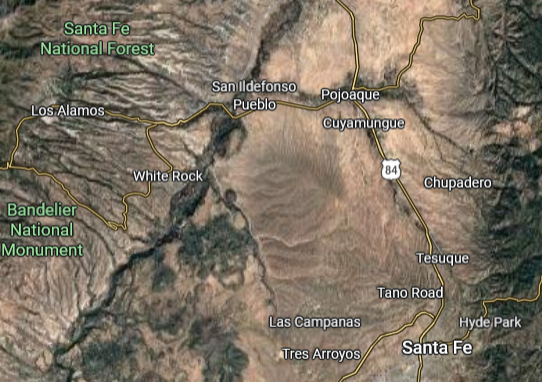 Santa Fe
National Forest
San Ildefonso
Pueblo
Pojoaque
Los Alamos
Cuyamungue
84
White Rock
Chupadero
Bandelier
National
Monument
Tesuque
Tano Road
Las Campanas
Hyde Park
Tres Arroyos
Santa Fe